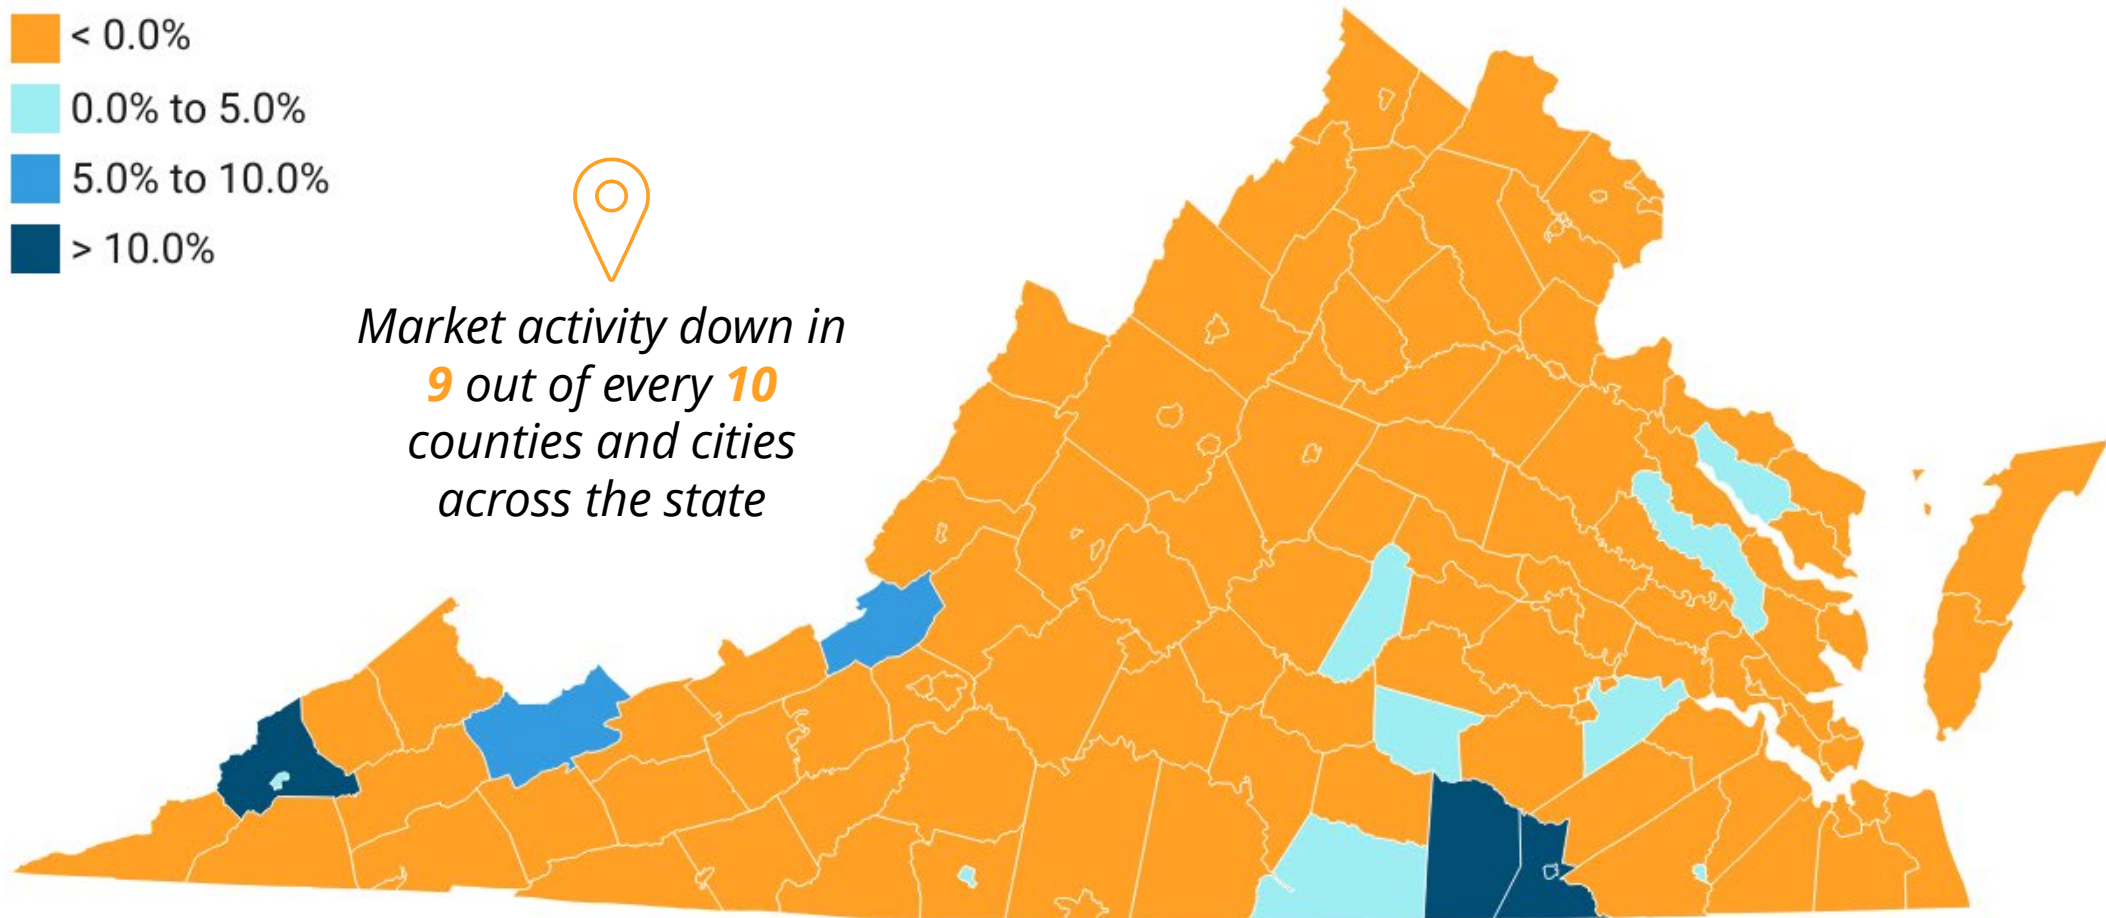 < 0.0%
0.0% to 5.0%
5.0% to 10.0%
> 10.0%
Market activity down in
9 out of every 10
counties and cities
across the state